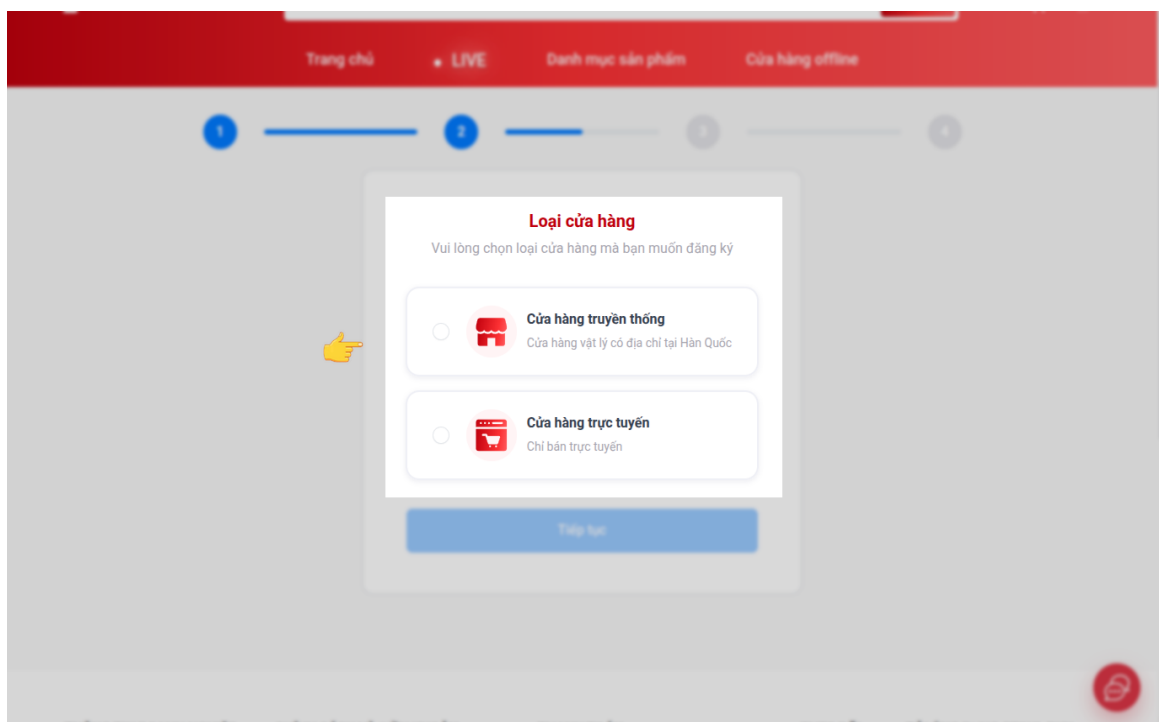 Trang chủ
LIVE
Danh mục sản phẩm
Cửa hàng offline
1
2
3
4
Loại cửa hàng
Vui lòng chọn loại cửa hàng mà bạn muốn đăng ký
Cửa hàng truyền thống
Cửa hàng vật lý có địa chỉ tại Hàn Quốc
Cửa hàng trực tuyến
Chỉ bán trực tuyến
Tiếp tục